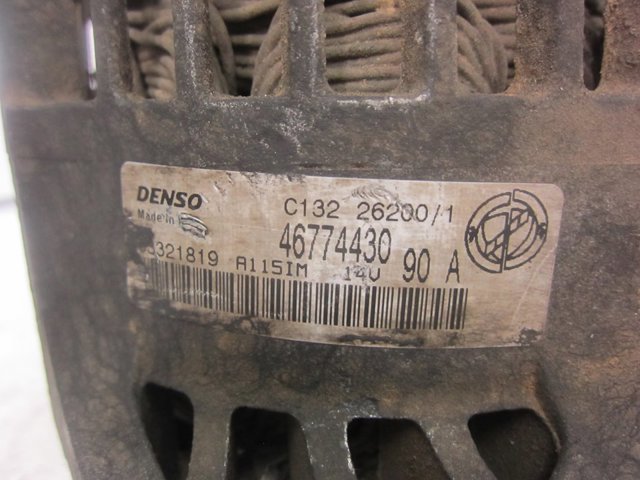 DENSO
Made in
C132 26200/1
46774430
321819 A115IM 14V 90 A